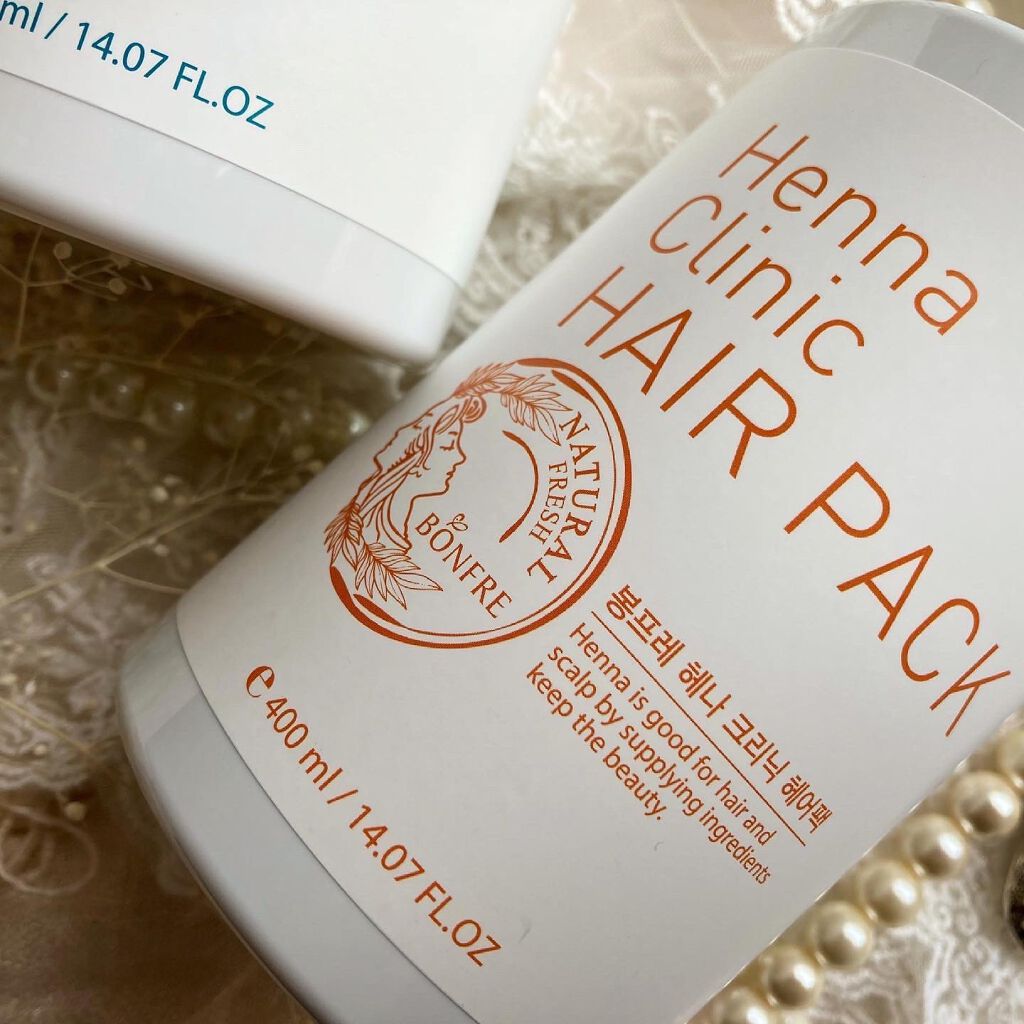 ml / 14.07 FL.OZ
Henna
Clinic
HAIR PACK
NATURAL
FRESH
BONFRE
봉프레 헤나 크리닉 헤어팩
Henna is good for hair and
scalp by supplying ingredients
keep the beauty.
e 400 ml / 14.07 FL.OZ